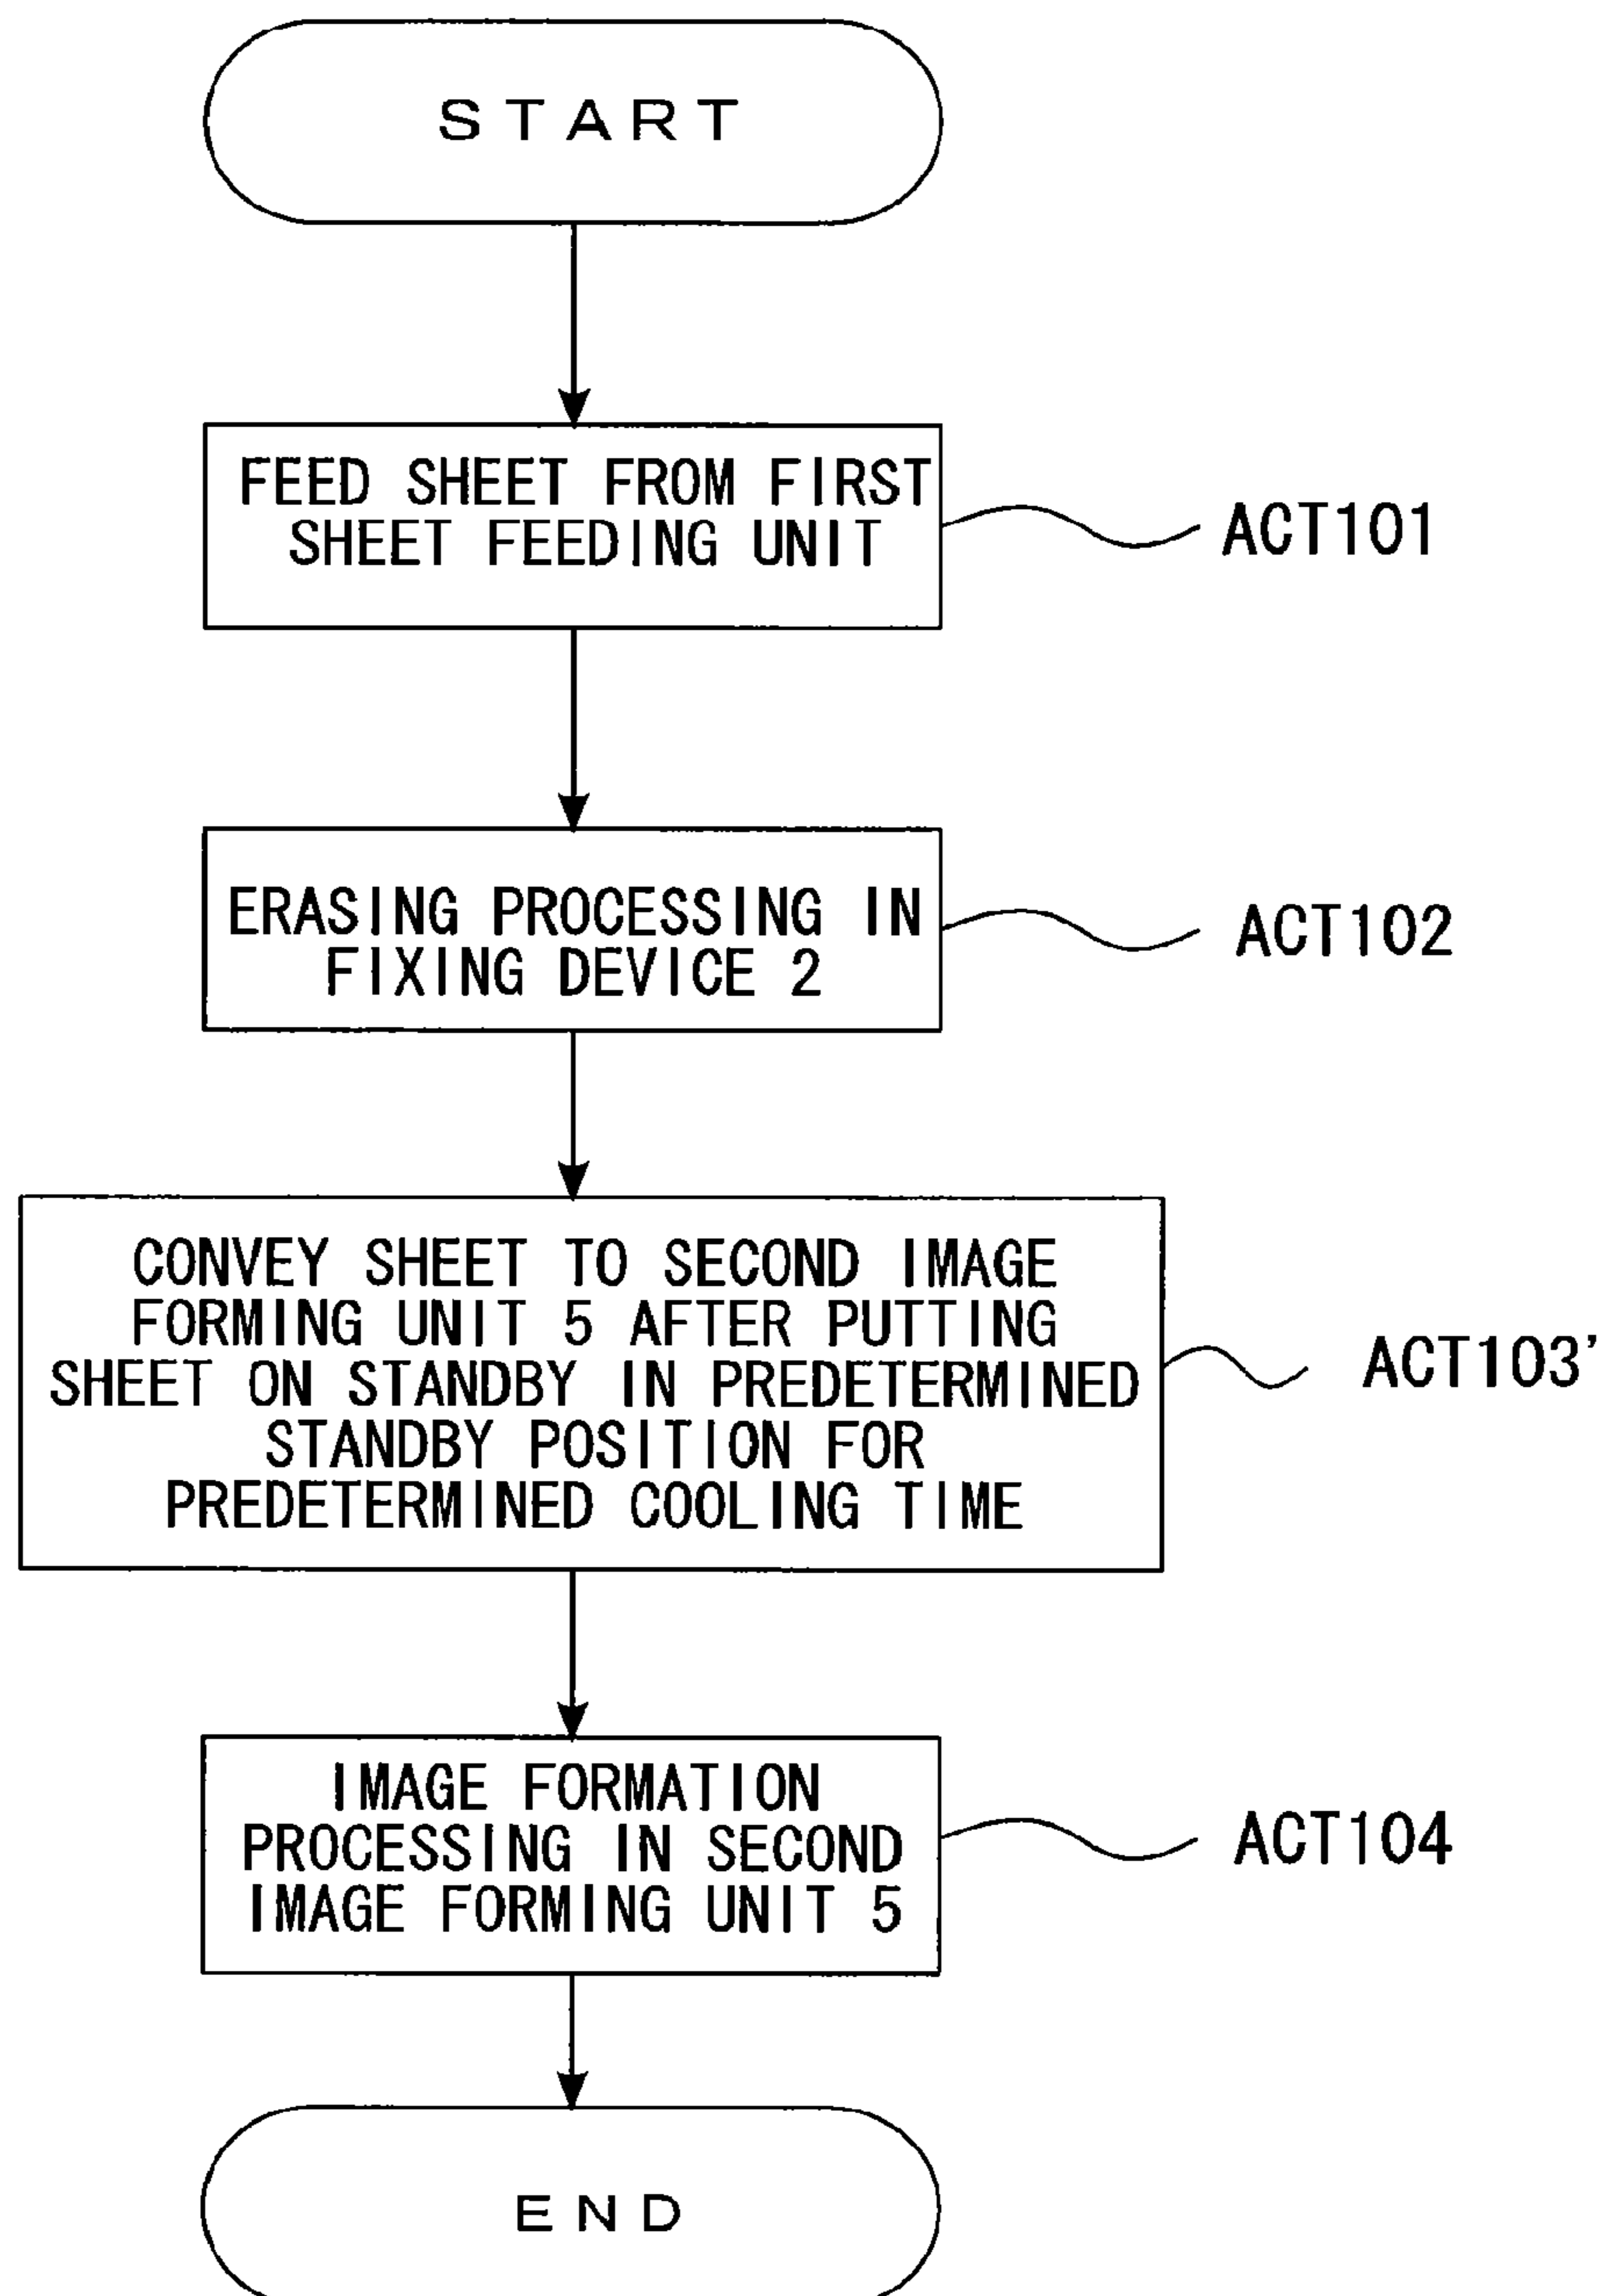 START
FEED SHEET FROM FIRST
SHEET FEEDING UNIT
ACT101
ERASING PROCESSING IN
FIXING DEVICE 2
ACT102
CONVEY SHEET TO SECOND IMAGE
FORMING UNIT 5 AFTER PUTTING
SHEET ON STANDBY IN PREDETERMINED
STANDBY POSITION FOR
PREDETERMINED COOLING TIME
ACT103’
IMAGE FORMATION
PROCESSING IN SECOND
IMAGE FORMING UNIT 5
ACT104
END